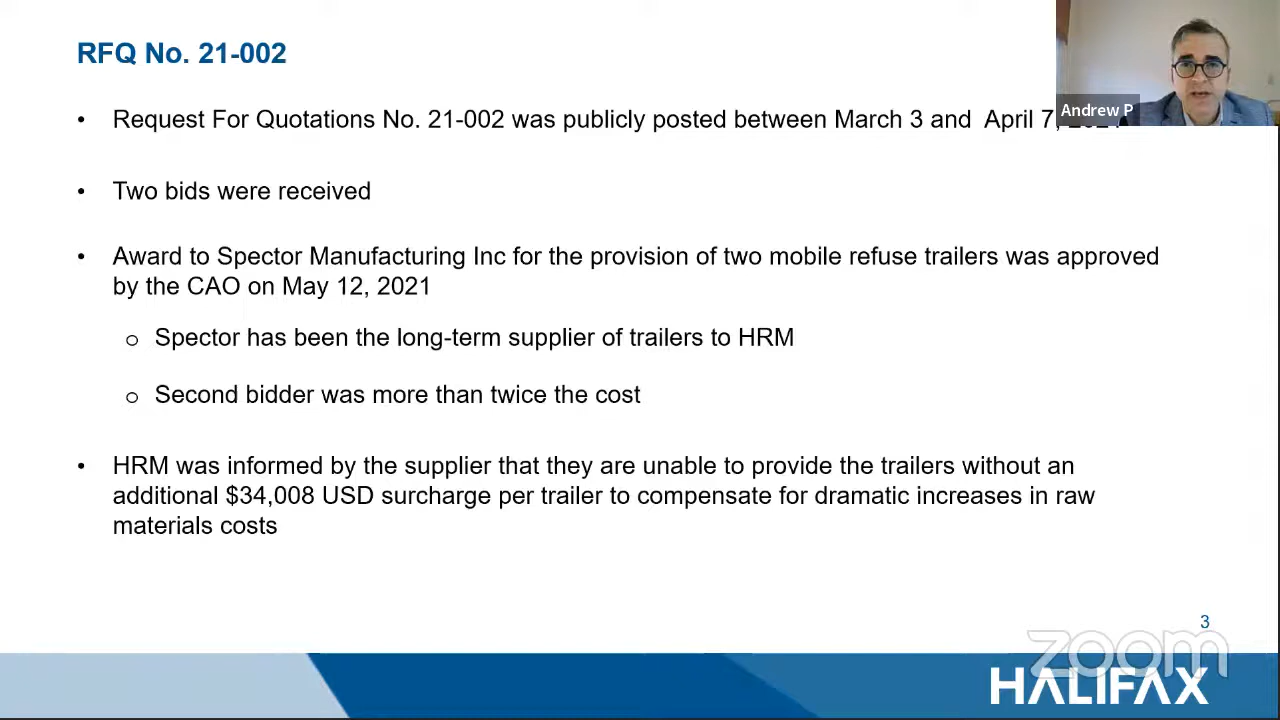 RFQ No. 21-002
Andrew P
• Request For Quotations No. 21-002 was publicly posted between March 3 and April 7,
• Two bids were received
• Award to Spector Manufacturing Inc for the provision of two mobile refuse trailers was approved
by the CAO on May 12, 2021
o Spector has been the long-term supplier of trailers to HRM
o Second bidder was more than twice the cost
• HRM was informed by the supplier that they are unable to provide the trailers without an
additional $34,008 USD surcharge per trailer to compensate for dramatic increases in raw
materials costs
3
zoom
HALIFAX